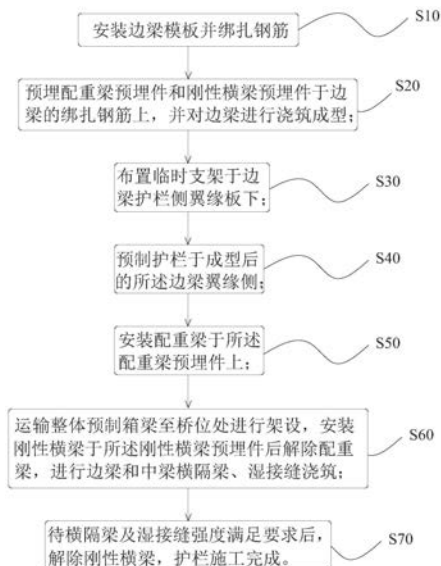 安装边梁模板并绑扎钢筋
S10
预埋配重梁预埋件和刚性横梁预埋件于边
梁的绑扎钢筋上，并对边梁进行浇筑成型；
S20
布置临时支架于边
梁护栏侧翼缘板下；
S30
预制护栏于成型后
的所述边梁翼缘侧；
S40
安装配重梁于所述
配重梁预埋件上；
S50
运输整体预制箱梁至桥位处进行架设，安装
刚性横梁于所述刚性横梁预埋件后解除配重
梁，进行边梁和中梁横隔梁、湿接缝浇筑；
S60
待横隔梁及湿接缝强度满足要求后，
解除刚性横梁，护栏施工完成。
S70